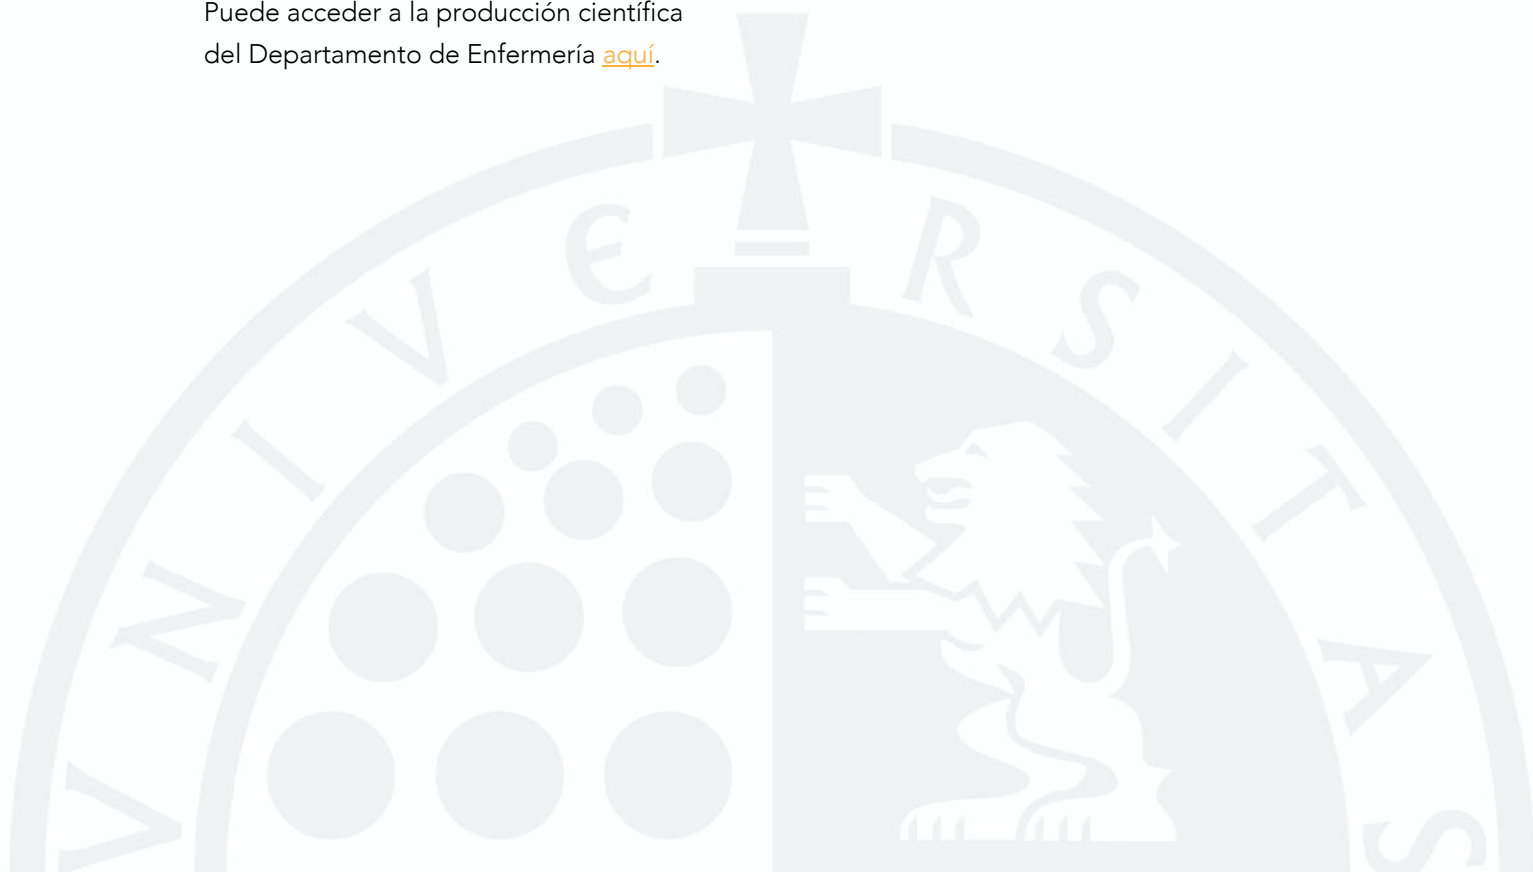 Puede acceder a la producción científica
del Departamento de Enfermería aquí.
VNIVERSITAS